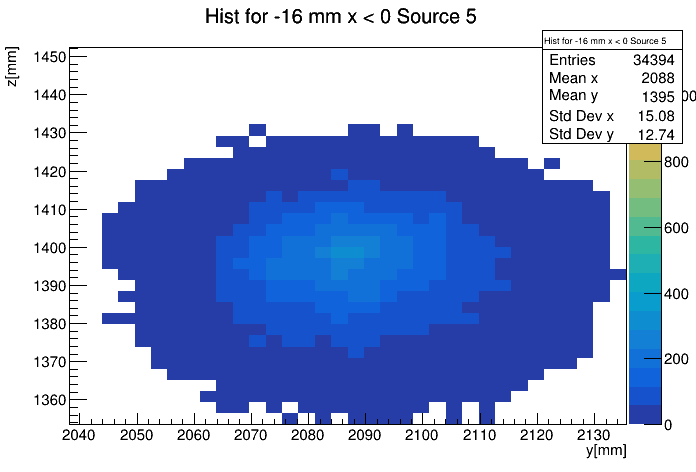 Hist for -16 mm x < 0 Source 5
Hist for -16 mm x < 0 Source 5
Entries 34394
Mean x 2088
Mean y 1395
Std Dev x 15.08
Std Dev y 12.74
z[mm]
1450
1440
1430
1420
1410
1400
1390
1380
1370
1360
2040 2050 2060 2070 2080 2090 2100 2110 2120 2130
y[mm]
800
600
400
200
0